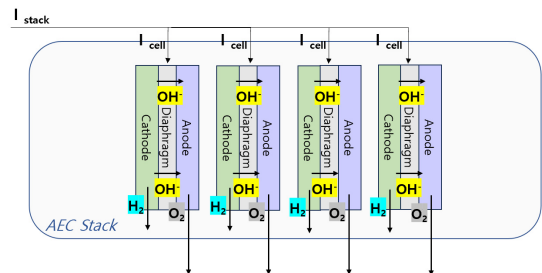 I stack
I cell I cell I cell I cell
OH- OH- OH- OH-
Cathode Diaphragm Anode Cathode Diaphragm Anode Cathode Diaphragm Anode Cathode Diaphragm Anode
OH- OH- OH- OH-
H2 O2 H2 O2 H2 O2 H2 O2
AEC Stack